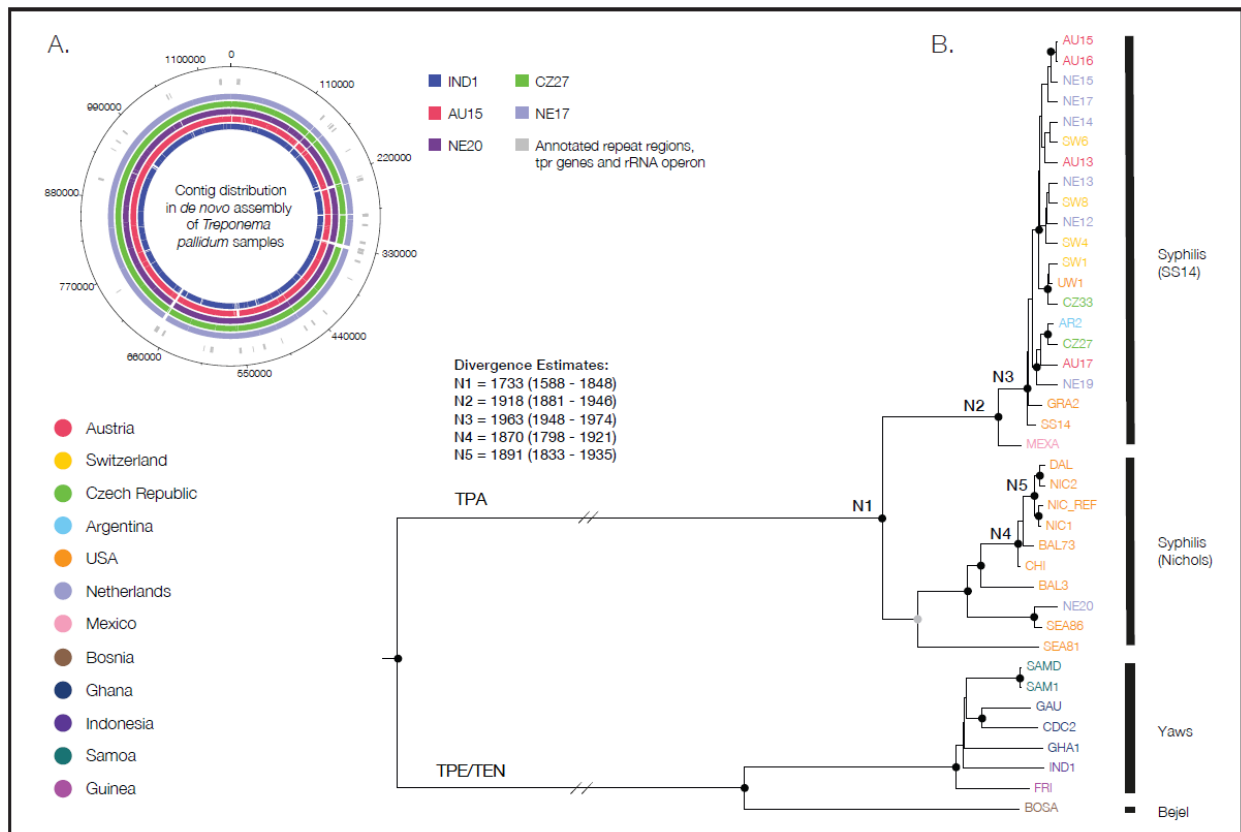 A.
0
110000
220000
330000
440000
550000
660000
770000
880000
990000
1100000
Contig distribution
in de novo assembly
of Treponema
pallidum samples
IND1
AU15
NE20
CZ27
NE17
Annotated repeat regions,
tpr genes and rRNA operon
Austria
Switzerland
Czech Republic
Argentina
USA
Netherlands
Mexico
Bosnia
Ghana
Indonesia
Samoa
Guinea
Divergence Estimates:
N1 = 1733 (1588 - 1848)
N2 = 1918 (1881 - 1946)
N3 = 1963 (1948 - 1974)
N4 = 1870 (1798 - 1921)
N5 = 1891 (1833 - 1935)
B.
TPA
TPE/TEN
N1
N2
N3
N4
N5
AU15
AU16
NE15
NE17
NE14
SW6
AU13
NE13
SW8
NE12
SW4
SW1
UW1
CZ33
AR2
CZ27
AU17
NE19
GRA2
SS14
MEXA
DAL
NIC2
NIC_REF
NIC1
BAL73
CHI
BAL3
NE20
SEA86
SEA81
SAMD
SAM1
GAU
CDC2
GHA1
IND1
FRI
BOSA
Syphilis
(SS14)
Syphilis
(Nichols)
Yaws
Bejel